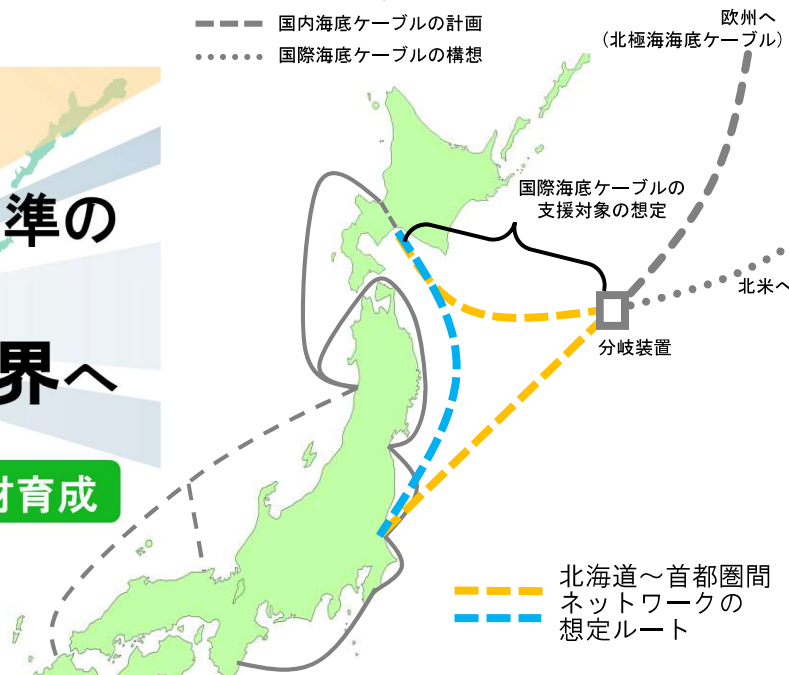 国内海底ケーブルの計画
国際海底ケーブルの構想
欧州へ
(北極海海底ケーブル)
準の
国際海底ケーブルの
支援対象の想定
北米へ
分岐装置
界へ
材育成
北海道～首都圏間
ネットワークの
想定ルート